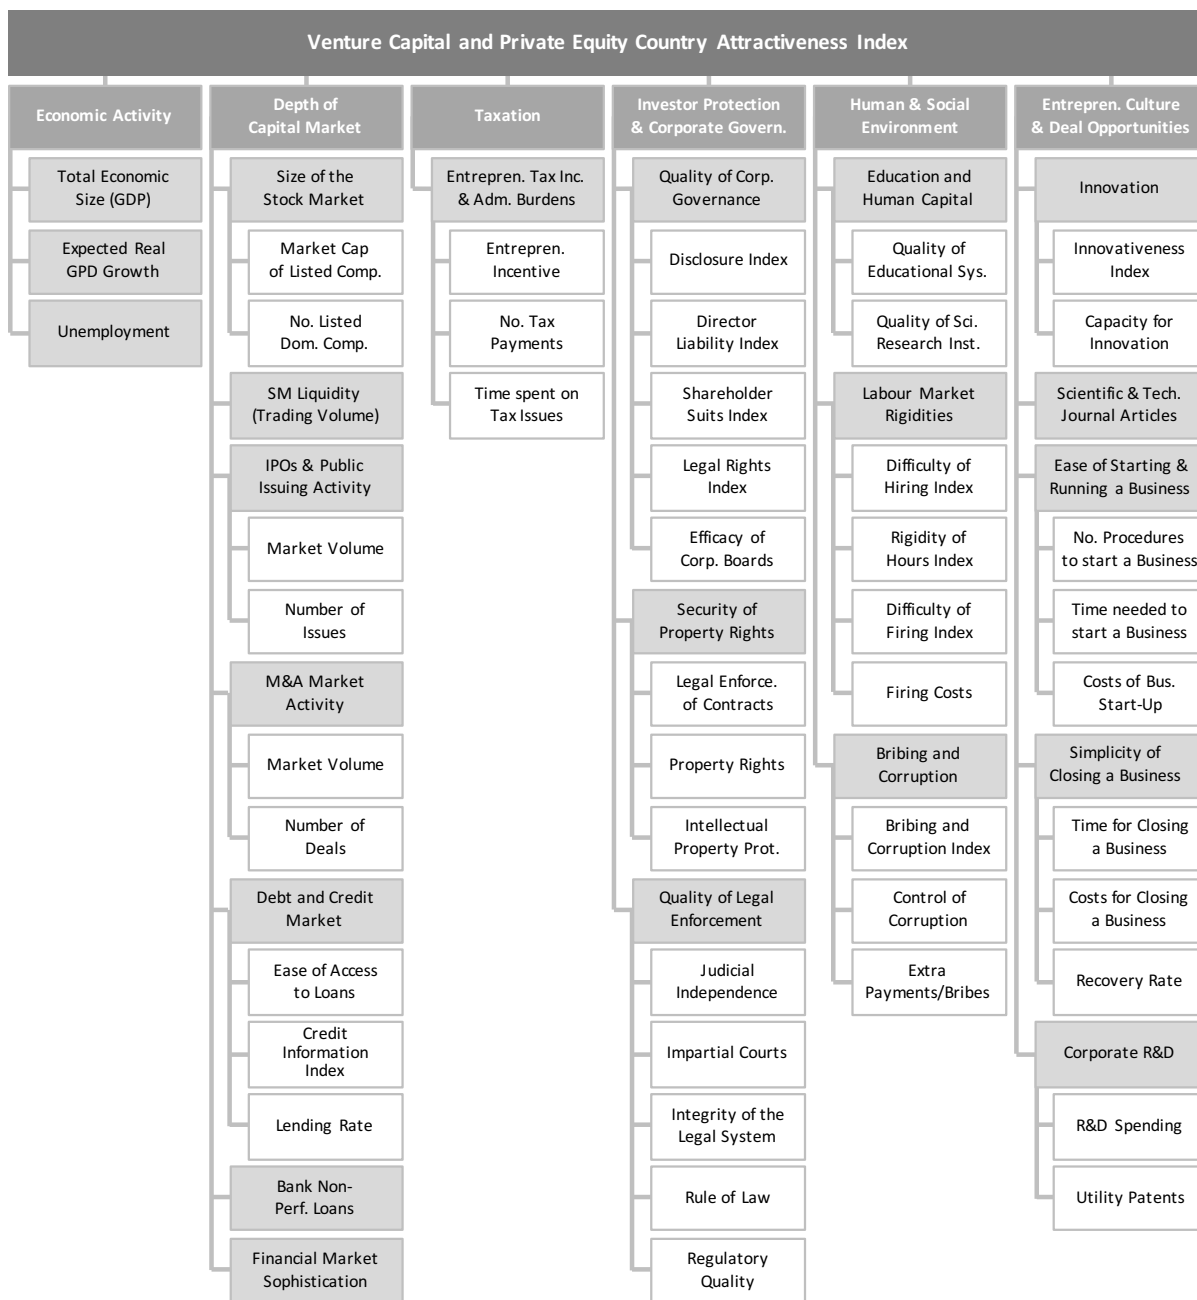 Venture Capital and Private Equity Country Attractiveness Index
Economic Activity
Total Economic
Size (GDP)
Expected Real
GPD Growth
Unemployment
Depth of
Capital Market
Size of the
Stock Market
Market Cap
of Listed Comp.
No. Listed
Dom. Comp.
SM Liquidity
(Trading Volume)
IPOs & Public
Issuing Activity
Market Volume
Number of
Issues
M&A Market
Activity
Market Volume
Number of
Deals
Debt and Credit
Market
Ease of Access
to Loans
Credit
Information
Index
Lending Rate
Bank Non-
Perf. Loans
Financial Market
Sophistication
Taxation
Entrepren. Tax Inc.
& Adm. Burdens
Entrepren.
Incentive
No. Tax
Payments
Time spent on
Tax Issues
Investor Protection
& Corporate Govern.
Quality of Corp.
Governance
Disclosure Index
Director
Liability Index
Shareholder
Suits Index
Legal Rights
Index
Efficacy of
Corp. Boards
Security of
Property Rights
Legal Enforce.
of Contracts
Property Rights
Intellectual
Property Prot.
Quality of Legal
Enforcement
Judicial
Independence
Impartial Courts
Integrity of the
Legal System
Rule of Law
Regulatory
Quality
Human & Social
Environment
Education and
Human Capital
Quality of
Educational Sys.
Quality of Sci.
Research Inst.
Labour Market
Rigidities
Difficulty of
Hiring Index
Rigidity of
Hours Index
Difficulty of
Firing Index
Firing Costs
Bribing and
Corruption
Bribing and
Corruption Index
Control of
Corruption
Extra
Payments/Bribes
Entrepren. Culture
& Deal Opportunities
Innovation
Innovativeness
Index
Capacity for
Innovation
Scientific & Tech.
Journal Articles
Ease of Starting &
Running a Business
No. Procedures
to start a Business
Time needed to
start a Business
Costs of Bus.
Start-Up
Simplicity of
Closing a Business
Time for Closing
a Business
Costs for Closing
a Business
Recovery Rate
Corporate R&D
R&D Spending
Utility Patents